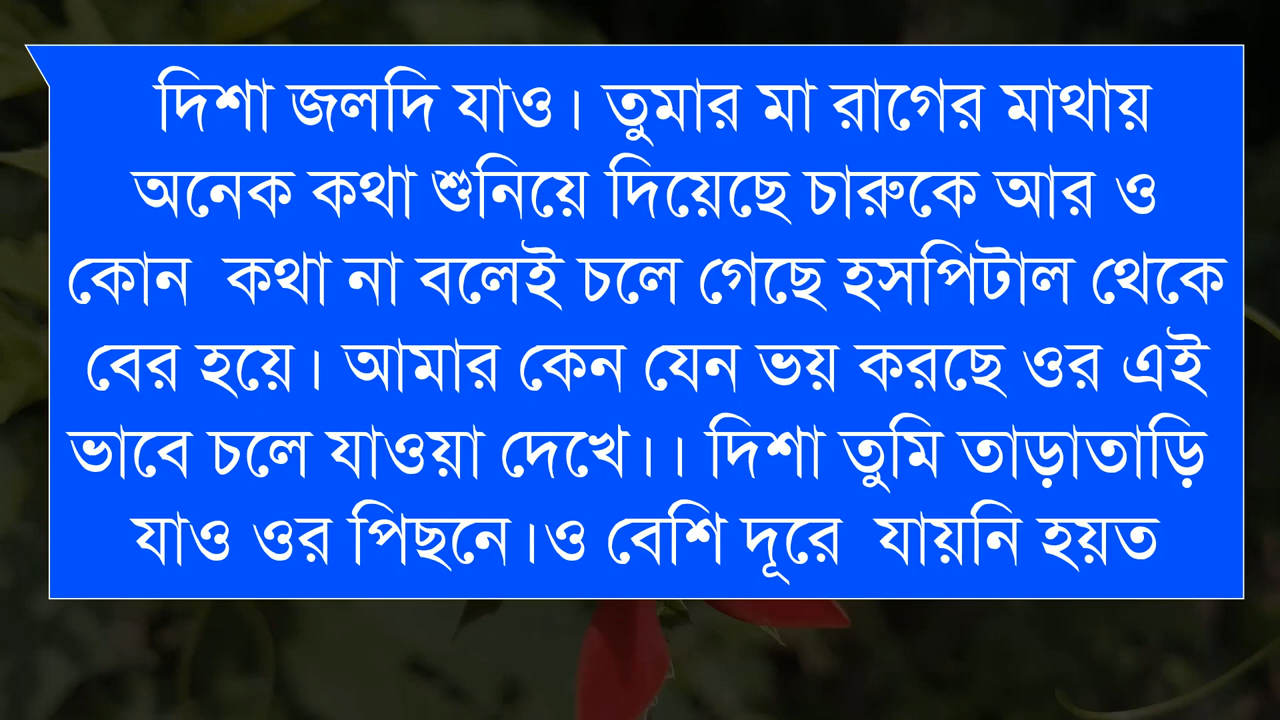 দিশা জলদি যাও। তুমার মা রাগের মাথায়
অনেক কথা শুনিয়ে দিয়েছে চারুকে আর ও
কোন  কথা না বলেই চলে গেছে হসপিটাল থেকে
বের হয়ে। আমার কেন যেন ভয় করছে ওর এই
ভাবে চলে যাওয়া দেখে।। দিশা তুমি তাড়াতাড়ি
যাও ওর পিছনে।ও বেশি দূরে  যায়নি হয়ত